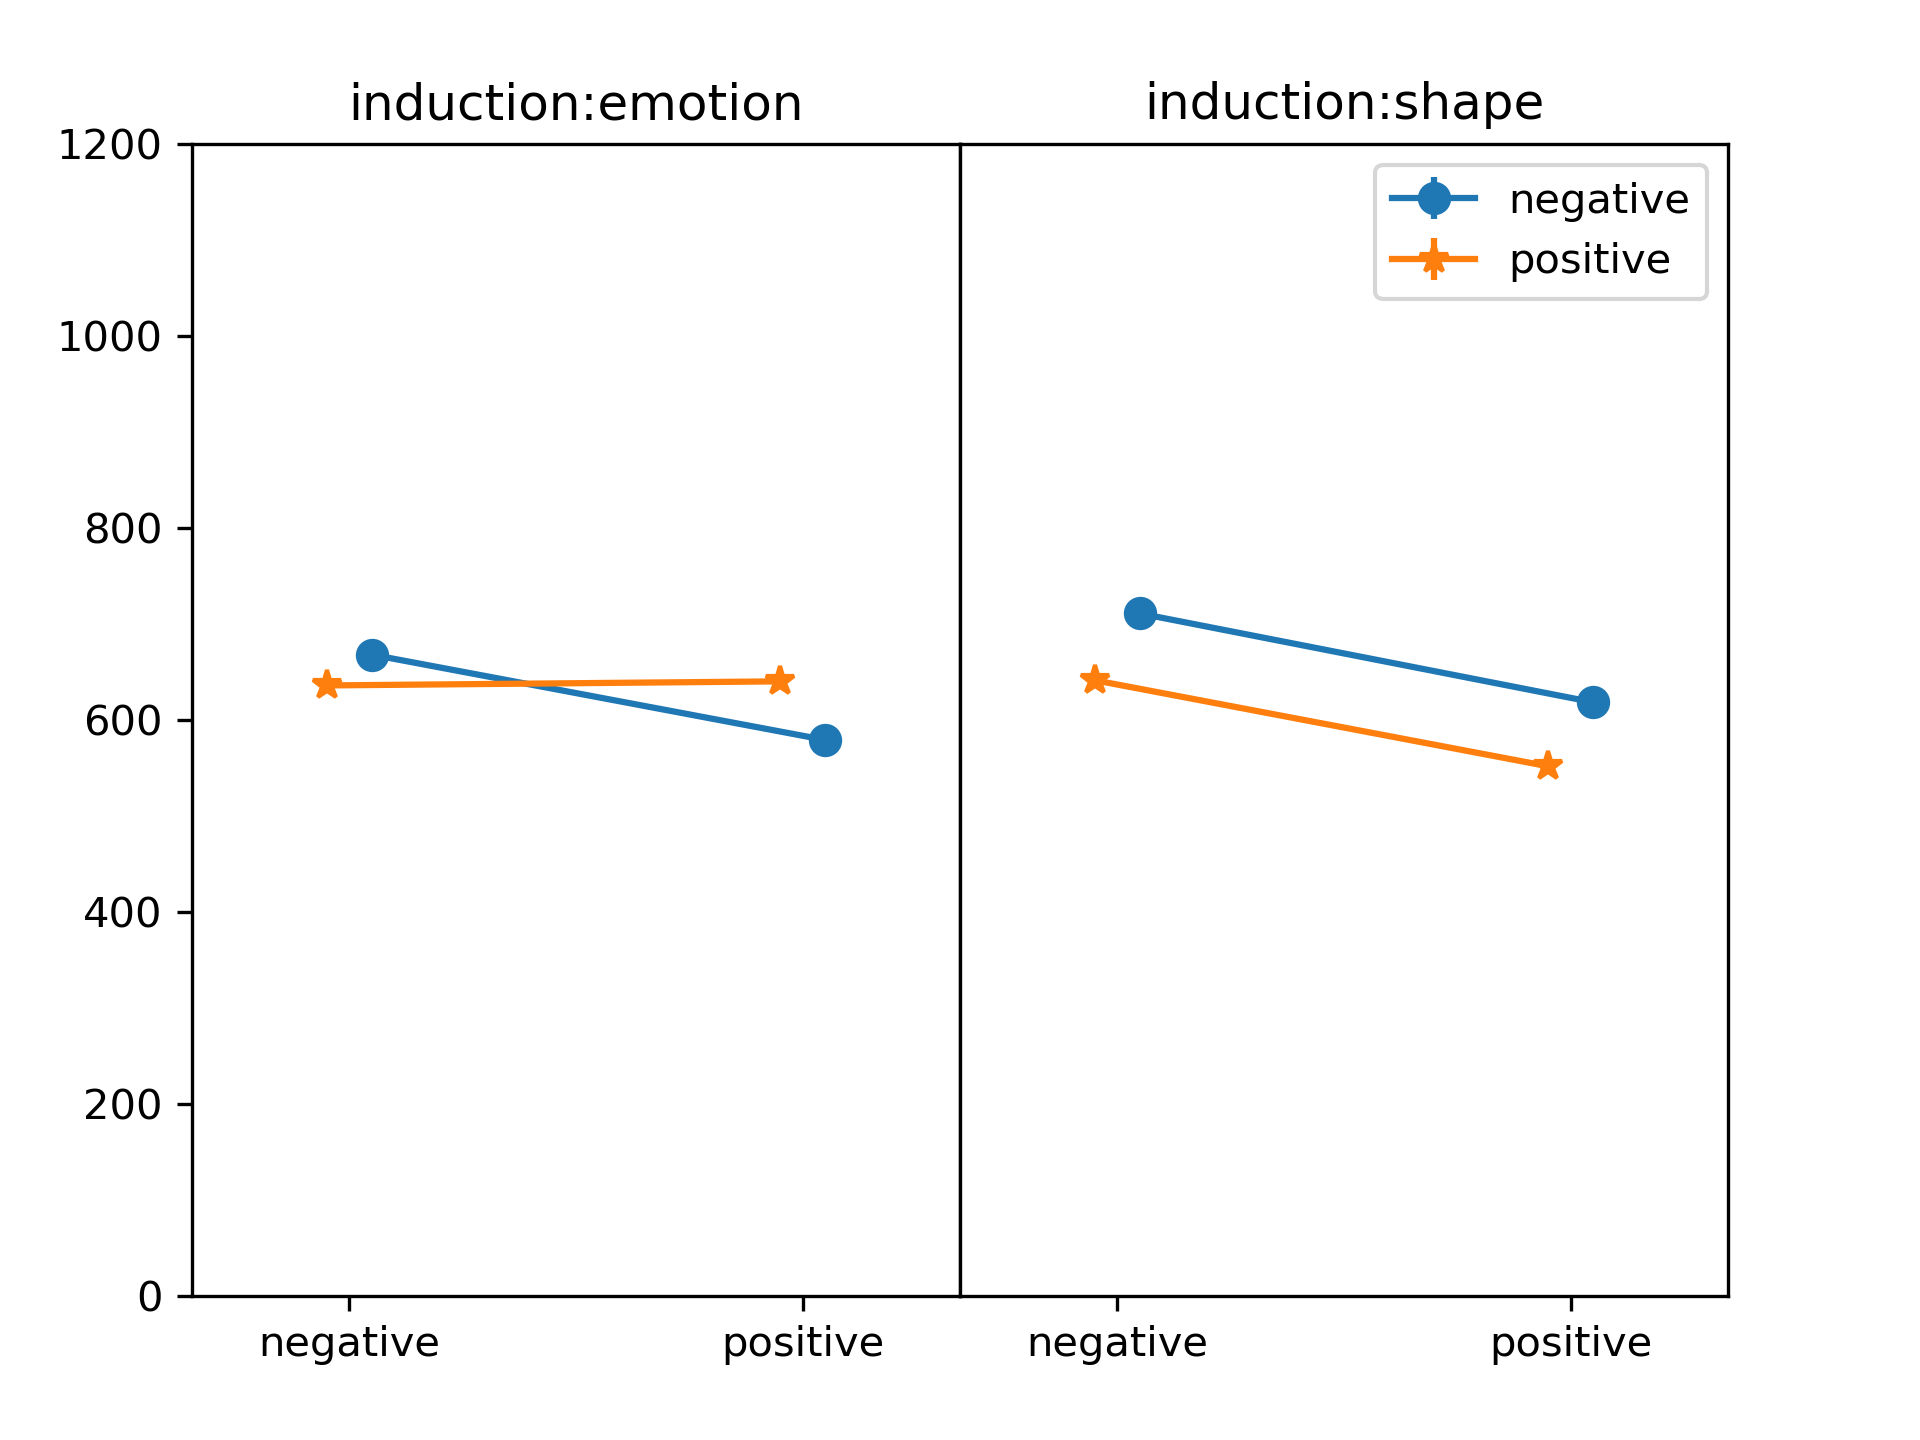 induction:emotion
induction:shape
1200
1000
800
600
400
200
0
negative
positive
negative
positive
negative
positive